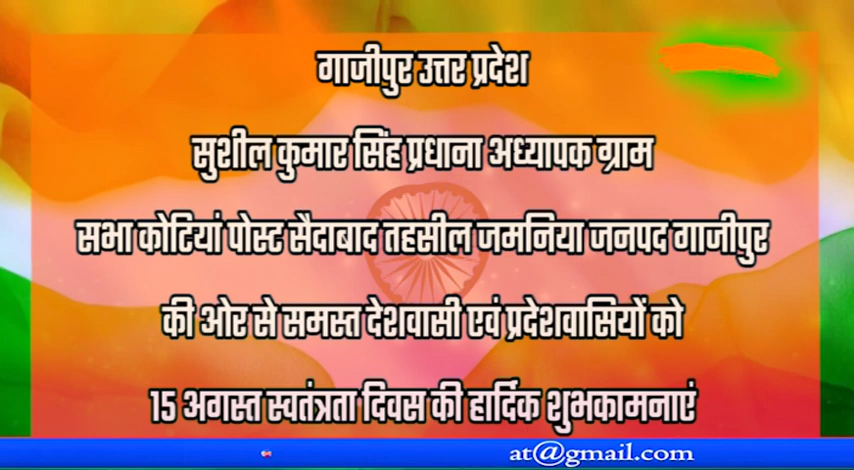 गाजीपुर उत्तर प्रदेश
सुशील कुमार सिंह प्रधाना अध्यापक ग्राम
सभा कोटियां पोस्ट सैदाबाद तहसील जमनिया जनपद गाजीपुर
की ओर से समस्त देशवासी एवं प्रदेशवासियों को
15 अगस्त स्वतंत्रता दिवस की हार्दिक शुभकामनाएं
at@gmail.com